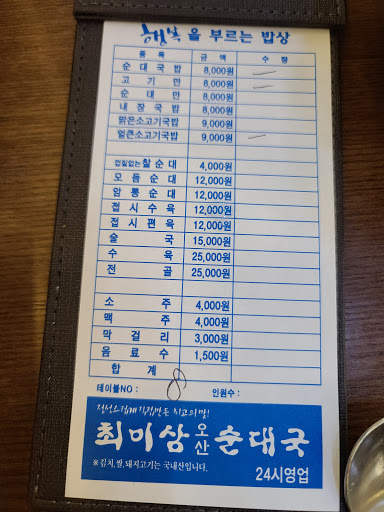 행복을 부르는 밥상
품목 금액 수량
순대국밥 8,000원
고기만 8,000원
순대만 8,000원
내장국밥 8,000원
맑은소고기국밥 9,000원
얼큰소고기국밥 9,000원
껍질없는찰순대 4,000원
모듬순대 12,000원
암뽕순대 12,000원
접시수육 12,000원
접시편육 12,000원
술국 15,000원
수육 25,000원
전골 25,000원
소주 4,000원
맥주 4,000원
막걸리 3,000원
음료수 1,500원
합계
테이블NO : 인원수 :
최고의맛!
최미삼 오산 순대국
※김치,쌀,돼지고기는 국내산입니다.
24시영업